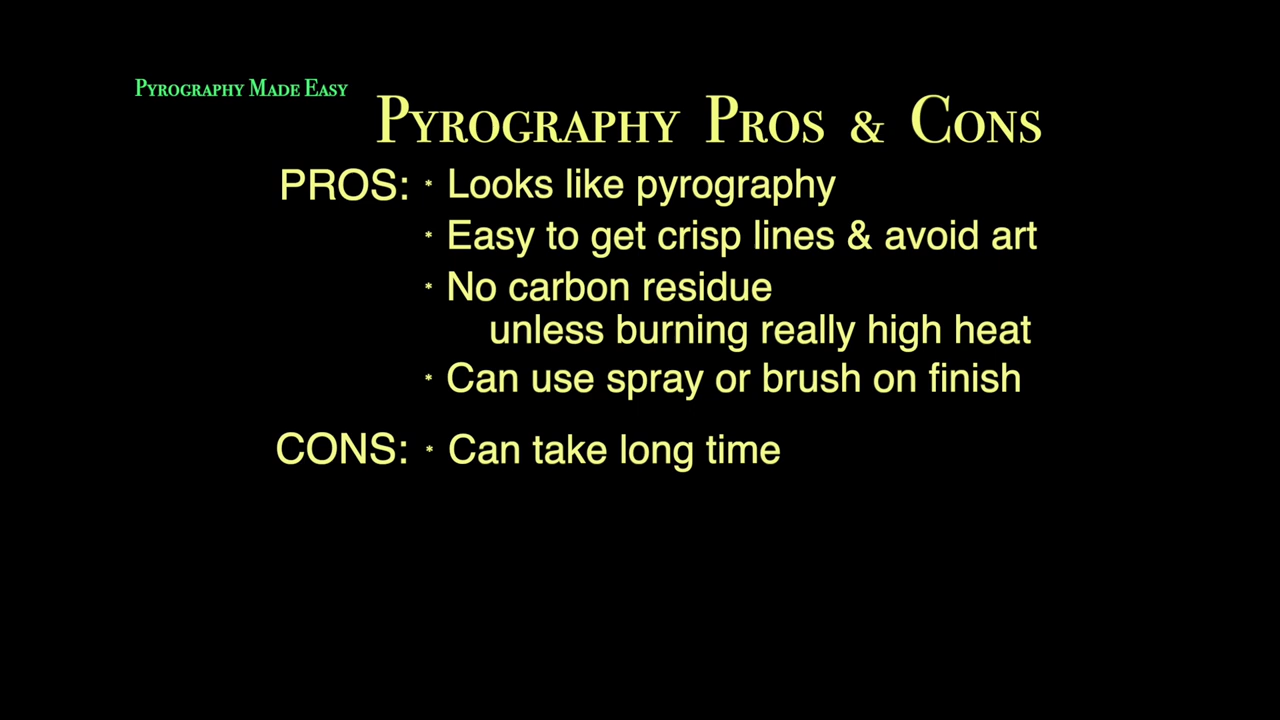 Pyrography Made Easy
Pyrography Pros & Cons
PROS: * Looks like pyrography
* Easy to get crisp lines & avoid art
* No carbon residue
unless burning really high heat
* Can use spray or brush on finish
CONS: * Can take long time